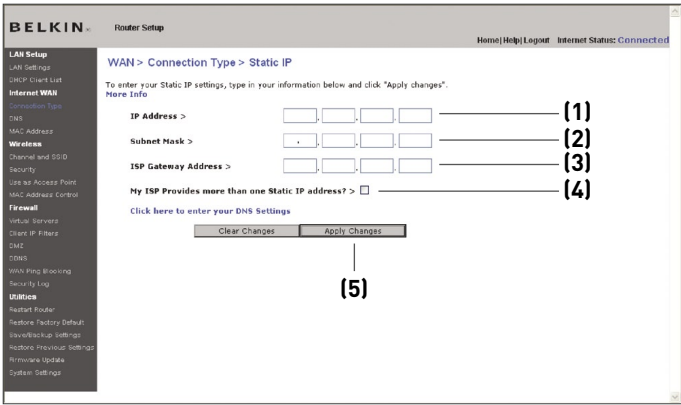 BELKIN®
Router Setup
Home|Help|Logout Internet Status: Connected
LAN Setup
LAN Settings
DHCP Client List
Internet WAN
Connection Type
DNS
MAC Address
Wireless
Channel and SSID
Security
Use as Access Point
MAC Address Control
Firewall
Virtual Servers
Client IP Filters
DMZ
DDNS
WAN Ping Blocking
Security Log
Utilities
Restart Router
Restore Factory Default
Save/Backup Settings
Restore Previous Settings
Firmware Update
System Settings
WAN > Connection Type > Static IP
To enter your Static IP settings, type in your information below and click "Apply changes".
More Info
IP Address > . . . (1)
Subnet Mask > . . . (2)
ISP Gateway Address > . . . (3)
My ISP Provides more than one Static IP address? > (4)
Click here to enter your DNS Settings
Clear Changes Apply Changes
(5)